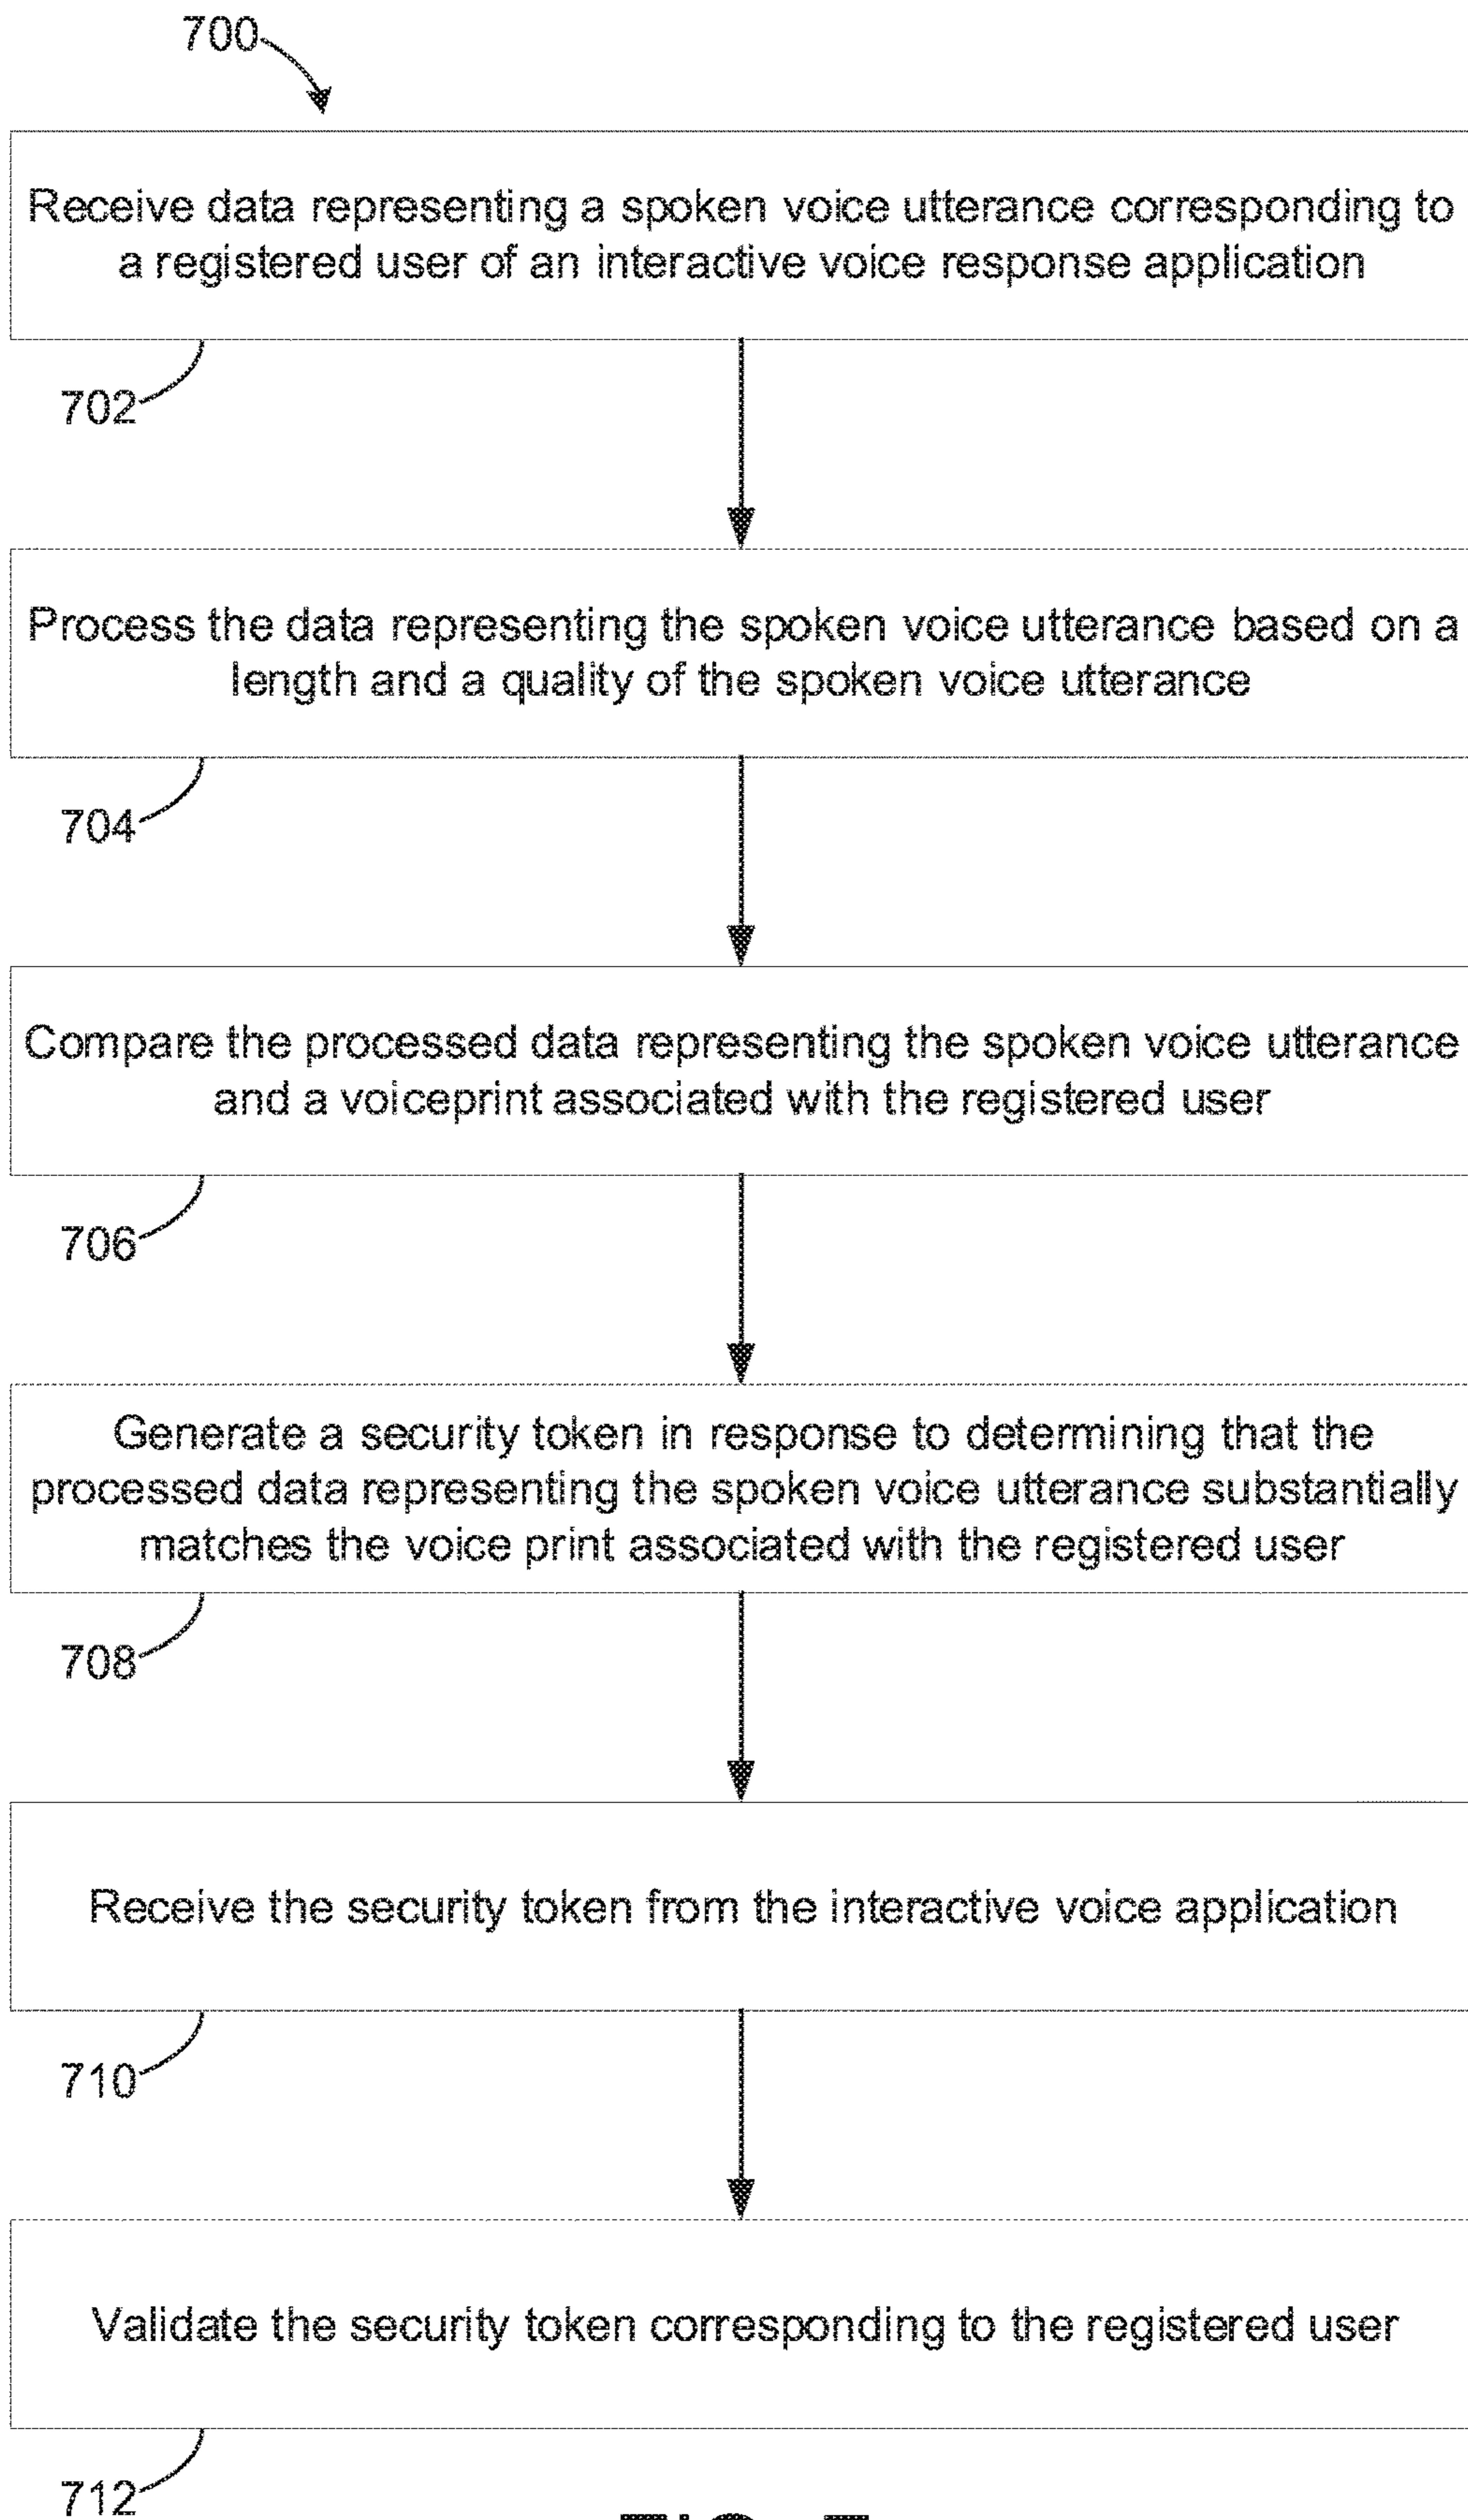 700
Receive data representing a spoken voice utterance corresponding to
a registered user of an interactive voice response application
702
Process the data representing the spoken voice utterance based on a
length and a quality of the spoken voice utterance
704
Compare the processed data representing the spoken voice utterance
and a voiceprint associated with the registered user
706
Generate a security token in response to determining that the
processed data representing the spoken voice utterance substantially
matches the voice print associated with the registered user
708
Receive the security token from the interactive voice application
710
Validate the security token corresponding to the registered user
712